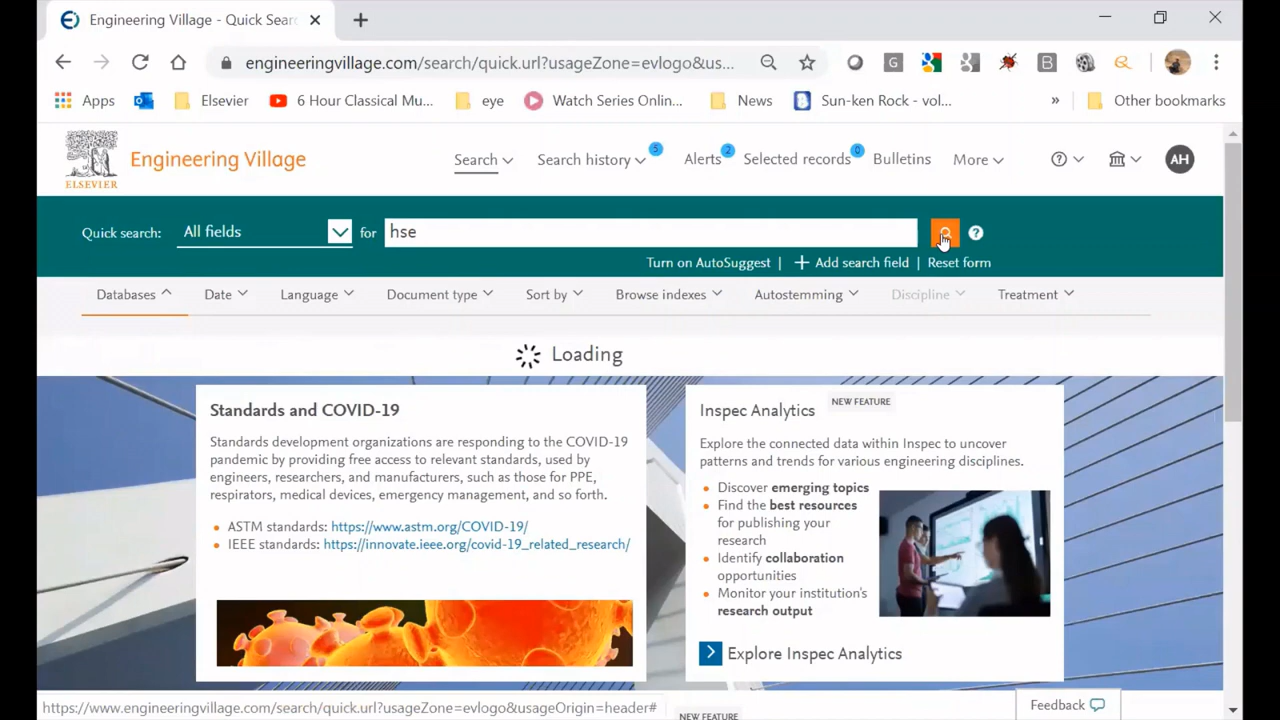 Engineering Village - Quick Sear
engineeringvillage.com/search/quick.url?usageZone=evlogo&us...
G
B
Apps
Elsevier
6 Hour Classical Mu...
eye
Watch Series Onlin...
News
Sun-ken Rock - vol...
»
Other bookmarks
ELSEVIER
Engineering Village
Search
Search history
5
Alerts
2
Selected records
0
Bulletins
More
?
AH
Quick search:
All fields
for
hse
?
Turn on AutoSuggest |
+ Add search field |
Reset form
Databases
Date
Language
Document type
Sort by
Browse indexes
Autostemming
Discipline
Treatment
Loading
Standards and COVID-19
Standards development organizations are responding to the COVID-19
pandemic by providing free access to relevant standards, used by
engineers, researchers, and manufacturers, such as those for PPE,
respirators, medical devices, emergency management, and so forth.
• ASTM standards: https://www.astm.org/COVID-19/
• IEEE standards: https://innovate.ieee.org/covid-19_related_research/
Inspec Analytics
NEW FEATURE
Explore the connected data within Inspec to uncover
patterns and trends for various engineering disciplines.
• Discover emerging topics
• Find the best resources
for publishing your
research
• Identify collaboration
opportunities
• Monitor your institution's
research output
Explore Inspec Analytics
https://www.engineeringvillage.com/search/quick.url?usageZone=evlogo&usageOrigin=header#
NEW FEATURE
Feedback